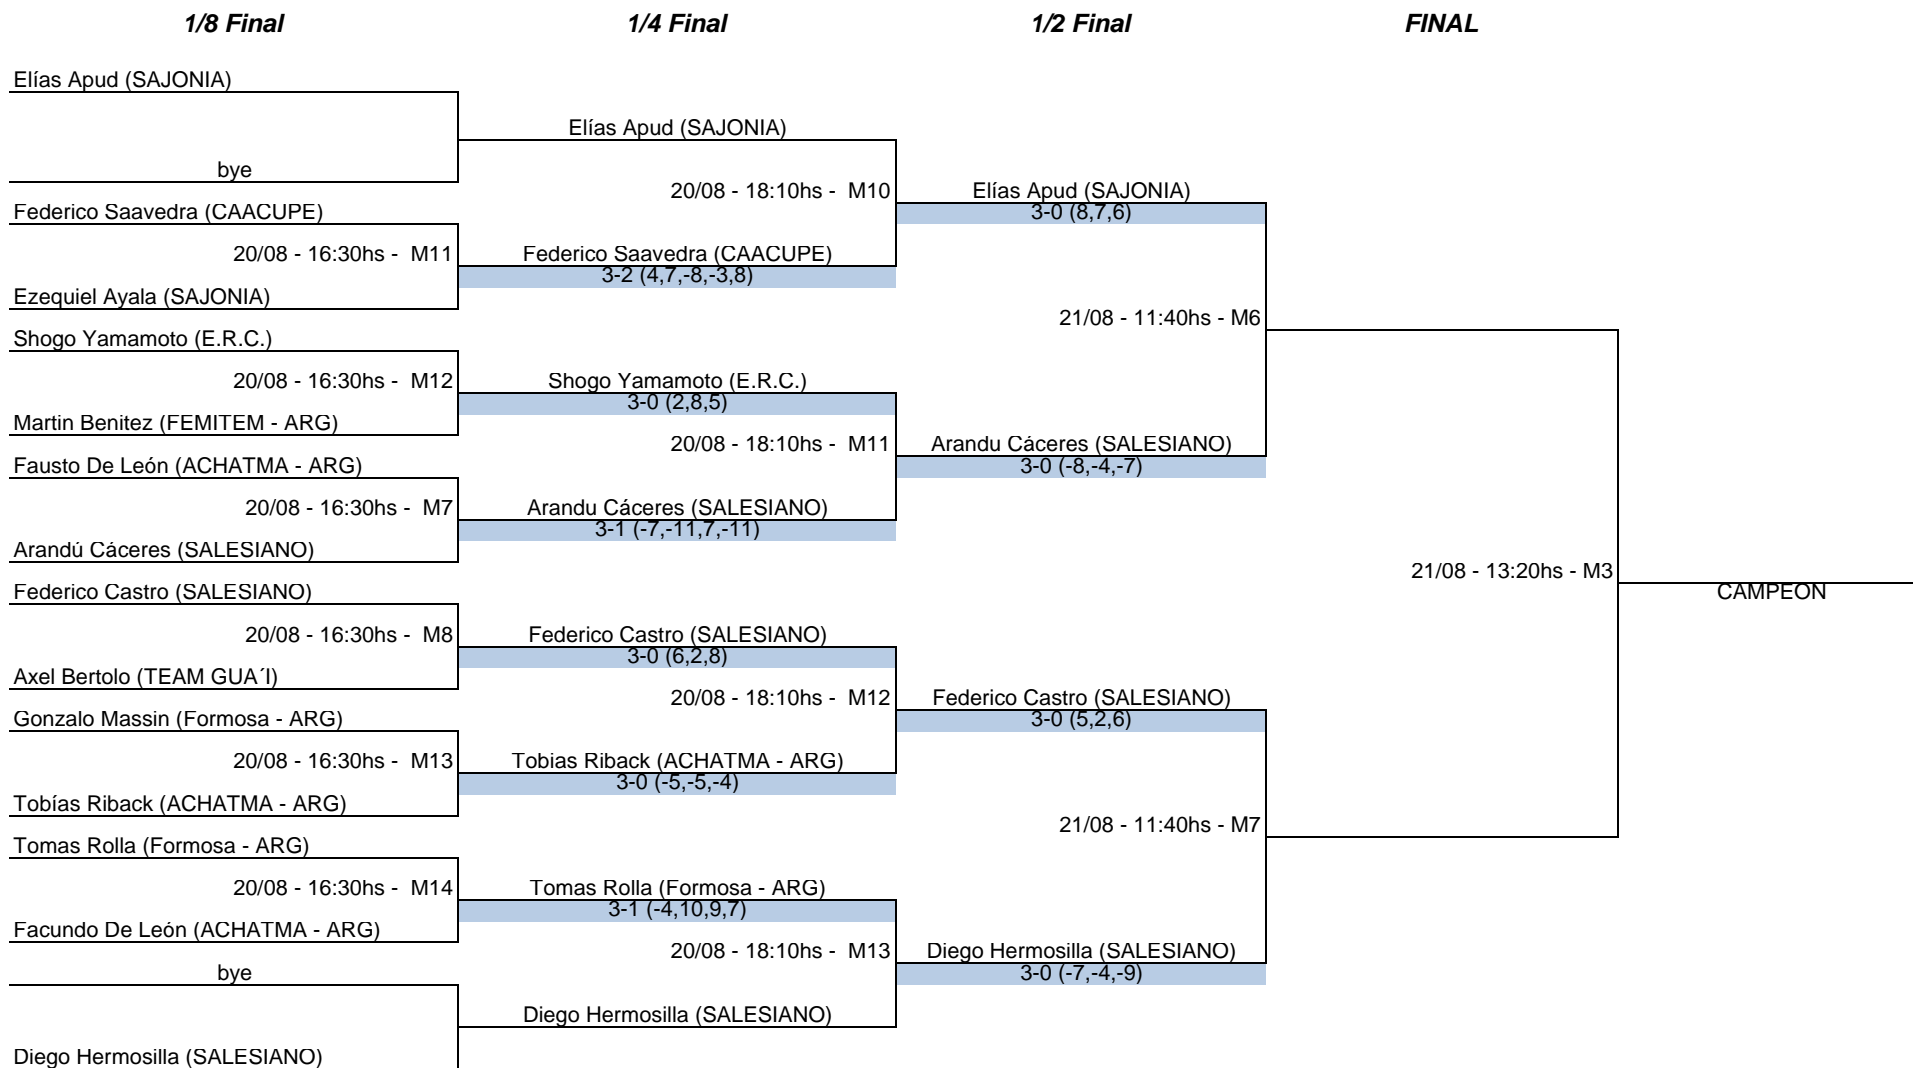 1/8 Final
1/4 Final
1/2 Final
FINAL
Elías Apud (SAJONIA)
Elías Apud (SAJONIA)
bye
20/08 - 18:10hs - M10
Elías Apud (SAJONIA)
3-0 (8,7,6)
Federico Saavedra (CAACUPE)
20/08 - 16:30hs - M11
Federico Saavedra (CAACUPE)
3-2 (4,7,-8,-3,8)
Ezequiel Ayala (SAJONIA)
21/08 - 11:40hs - M6
Shogo Yamamoto (E.R.C.)
20/08 - 16:30hs - M12
Shogo Yamamoto (E.R.C.)
3-0 (2,8,5)
Martin Benitez (FEMITEM - ARG)
20/08 - 18:10hs - M11
Arandu Cáceres (SALESIANO)
3-0 (-8,-4,-7)
Fausto De León (ACHATMA - ARG)
20/08 - 16:30hs - M7
Arandu Cáceres (SALESIANO)
3-1 (-7,-11,7,-11)
Arandú Cáceres (SALESIANO)
21/08 - 13:20hs - M3
CAMPEON
Federico Castro (SALESIANO)
20/08 - 16:30hs - M8
Federico Castro (SALESIANO)
3-0 (6,2,8)
Axel Bertolo (TEAM GUA´I)
20/08 - 18:10hs - M12
Federico Castro (SALESIANO)
3-0 (5,2,6)
Gonzalo Massin (Formosa - ARG)
20/08 - 16:30hs - M13
Tobias Riback (ACHATMA - ARG)
3-0 (-5,-5,-4)
Tobías Riback (ACHATMA - ARG)
21/08 - 11:40hs - M7
Tomas Rolla (Formosa - ARG)
20/08 - 16:30hs - M14
Tomas Rolla (Formosa - ARG)
3-1 (-4,10,9,7)
Facundo De León (ACHATMA - ARG)
20/08 - 18:10hs - M13
Diego Hermosilla (SALESIANO)
3-0 (-7,-4,-9)
bye
Diego Hermosilla (SALESIANO)
Diego Hermosilla (SALESIANO)